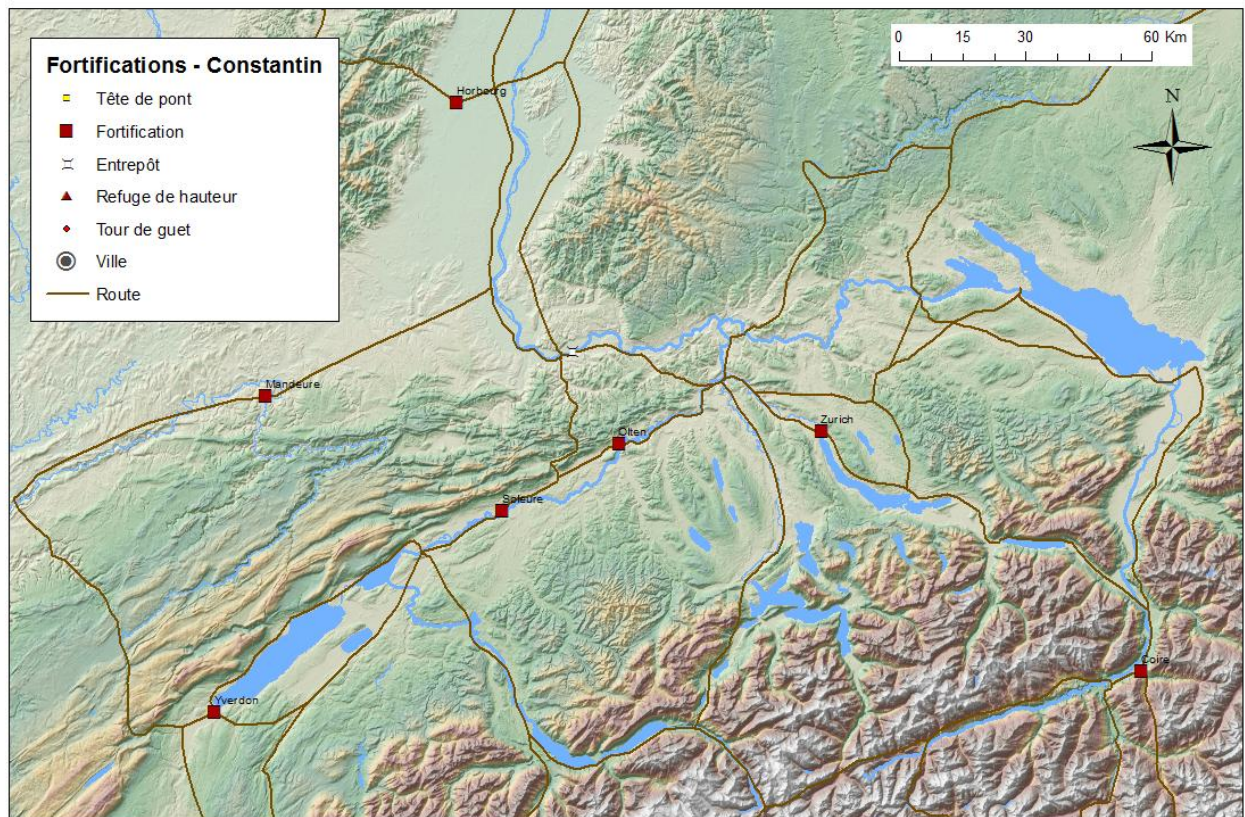 Fortifications - Constantin
Tête de pont
Fortification
Entrepôt
Refuge de hauteur
Tour de guet
Ville
Route
0 15 30 60 Km
N
Horbourg
Mandeure
Olten
Zurich
Soleure
Coire
Yverdon